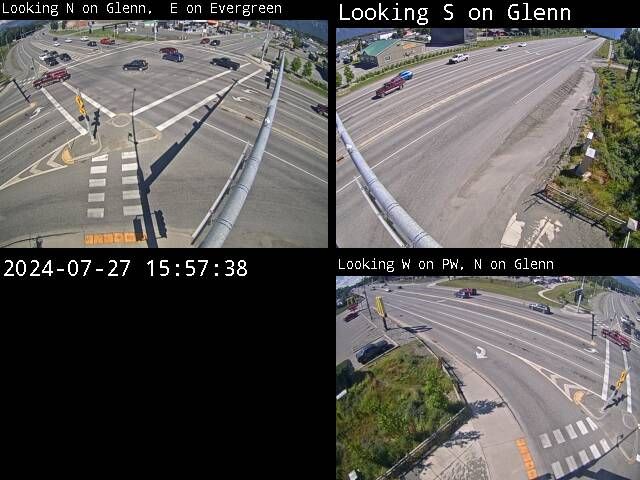 Looking N on Glenn, E on Evergreen
Looking S on Glenn
2024-07-27 15:57:38
Looking W on PW, N on Glenn